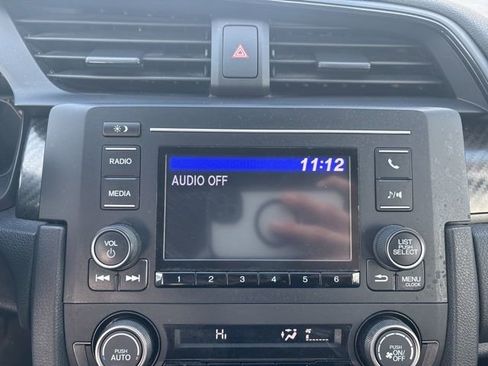 RADIO
MEDIA
VOL
11:12
AUDIO OFF
1 2 3 4 5 6
LIST
PUSH
SELECT
MENU
CLOCK
Hi
PUSH
AUTO
PUSH
ON/
OFF